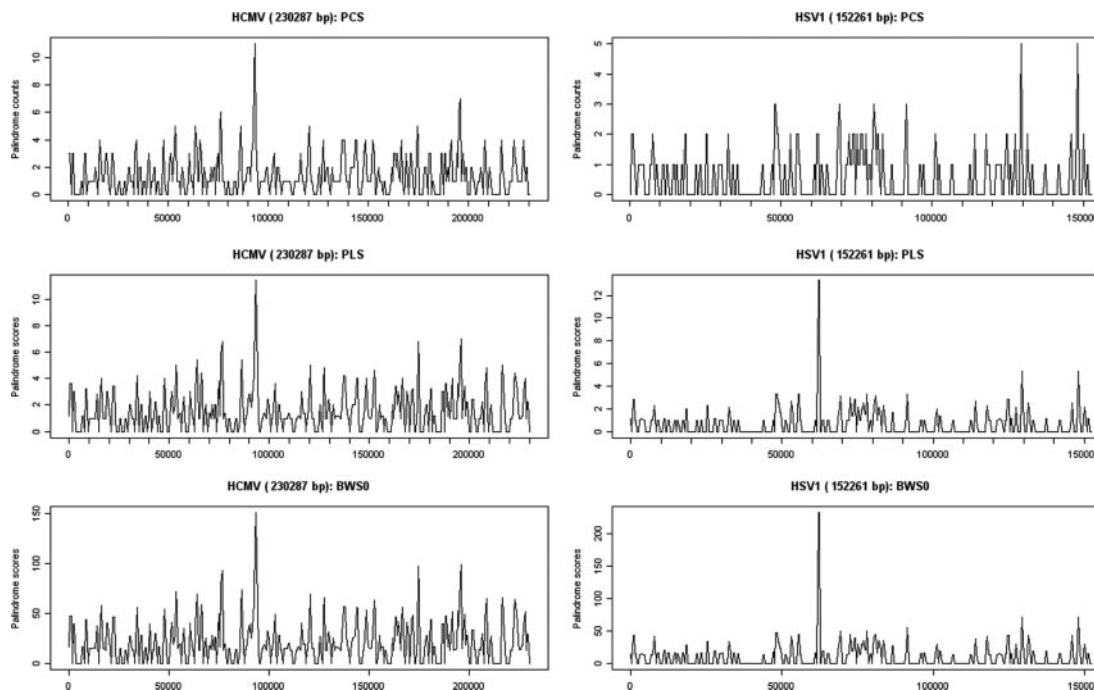 HCMV ( 230287 bp): PCS
Palindrome counts
10
8
6
4
2
0
0 50000 100000 150000 200000
HSV1 ( 152261 bp): PCS
Palindrome counts
5
4
3
2
1
0
0 50000 100000 15000
HCMV ( 230287 bp): PLS
Palindrome scores
10
8
6
4
2
0
0 50000 100000 150000 200000
HSV1 ( 152261 bp): PLS
Palindrome scores
12
10
8
6
4
2
0
0 50000 100000 15000
HCMV ( 230287 bp): BWS0
Palindrome scores
150
100
50
0
0 50000 100000 150000 200000
HSV1 ( 152261 bp): BWS0
Palindrome scores
200
150
100
50
0
0 50000 100000 15000